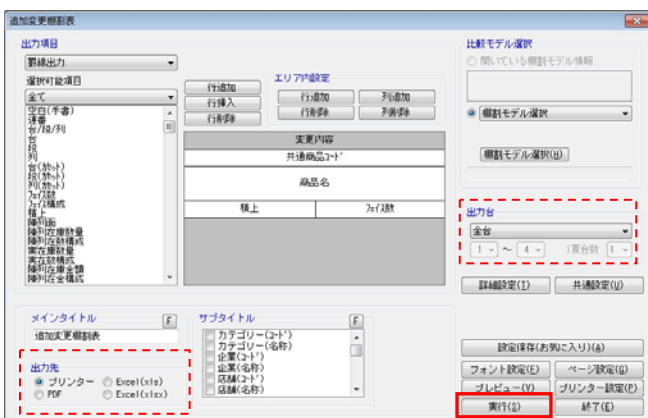 追加変更棚割表
出力項目
罫線出力
選択可能項目
全て
空白(手書)
連番
台/段/列
台
段
列
台(ｶｾｯﾄ)
段(ｶｾｯﾄ)
列(ｶｾｯﾄ)
ﾌｪｲｽ数
ﾌｪｲｽ構成
積上
陳列面
陳列在庫数量
陳列在数構成
実在庫数量
実在数構成
陳列在庫金額
陳列在金構成
行追加
行挿入
行削除
エリア内設定
行追加
列追加
行削除
列削除
変更内容
共通商品ｺｰﾄﾞ
商品名
積上
ﾌｪｲｽ数
比較モデル選択
開いている棚割モデル情報
棚割モデル選択
棚割モデル選択(H)
出力台
全台
1 ～ 4 1頁台数 1
詳細設定(I)
共通設定(U)
メインタイトル
F
追加変更棚割表
サブタイトル
F
カテゴリー(ｺｰﾄﾞ)
カテゴリー(名称)
企業(ｺｰﾄﾞ)
企業(名称)
店舗(ｺｰﾄﾞ)
店舗(名称)
出力先
プリンター
Excel(xls)
PDF
Excel(xlsx)
設定保存(お気に入り)(A)
フォント設定(F)
ページ設定(G)
プレビュー(V)
プリンター設定(P)
実行(S)
終了(E)